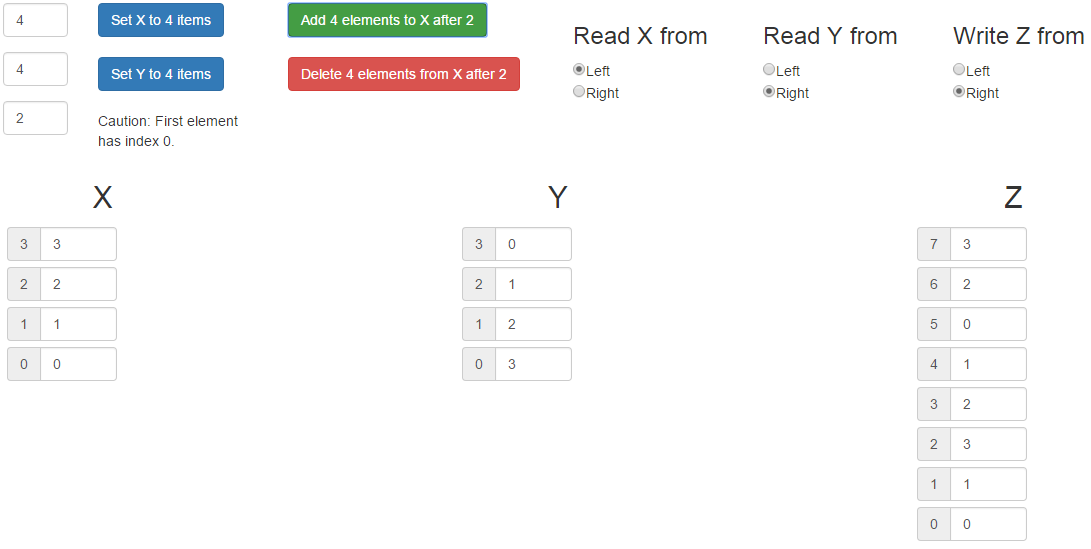 4
Set X to 4 items
Add 4 elements to X after 2
4
Set Y to 4 items
Delete 4 elements from X after 2
2
Caution: First element
has index 0.
Read X from
Left
Right
Read Y from
Left
Right
Write Z from
Left
Right
X
3 3
2 2
1 1
0 0
Y
3 0
2 1
1 2
0 3
Z
7 3
6 2
5 0
4 1
3 2
2 3
1 1
0 0